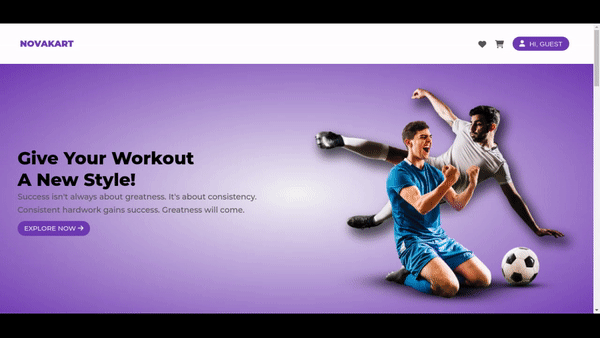 NOVAKART
HI, GUEST
Give Your Workout
A New Style!
Success isn't always about greatness. It's about consistency.
Consistent hardwork gains success. Greatness will come.
EXPLORE NOW →